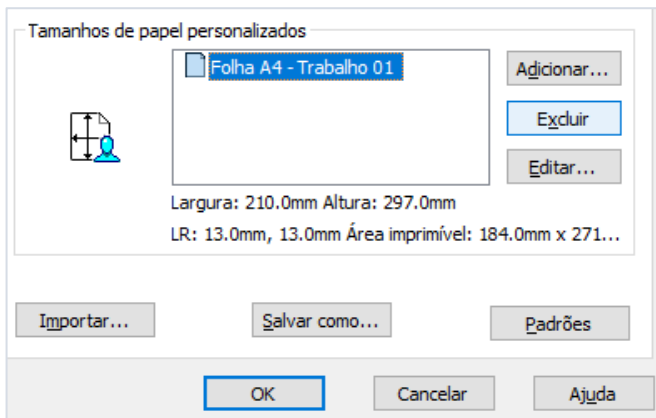 Tamanhos de papel personalizados
Folha A4 - Trabalho 01
Adicionar...
Excluir
Editar...
Largura: 210.0mm Altura: 297.0mm
LR: 13.0mm, 13.0mm Área imprimível: 184.0mm x 271...
Importar... Salvar como... Padrões
OK Cancelar Ajuda